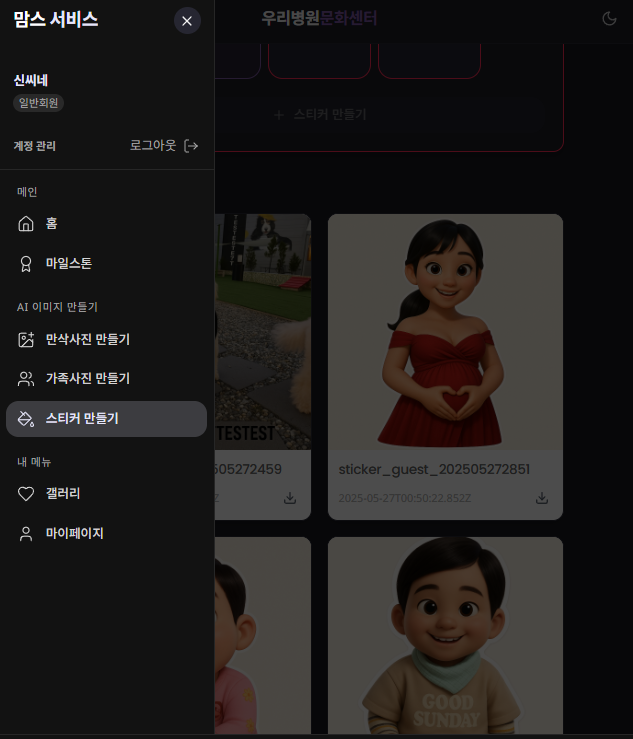 맘스 서비스
신씨네
일반회원
계정 관리
로그아웃
메인
홈
마일스톤
AI 이미지 만들기
만삭사진 만들기
가족사진 만들기
스티커 만들기
내 메뉴
갤러리
마이페이지
우리병원문화센터
스티커 만들기
TESTEST
05272459
Z
sticker_guest_202505272851
2025-05-27T00:50:22.852Z
GOOD
SUNDAY